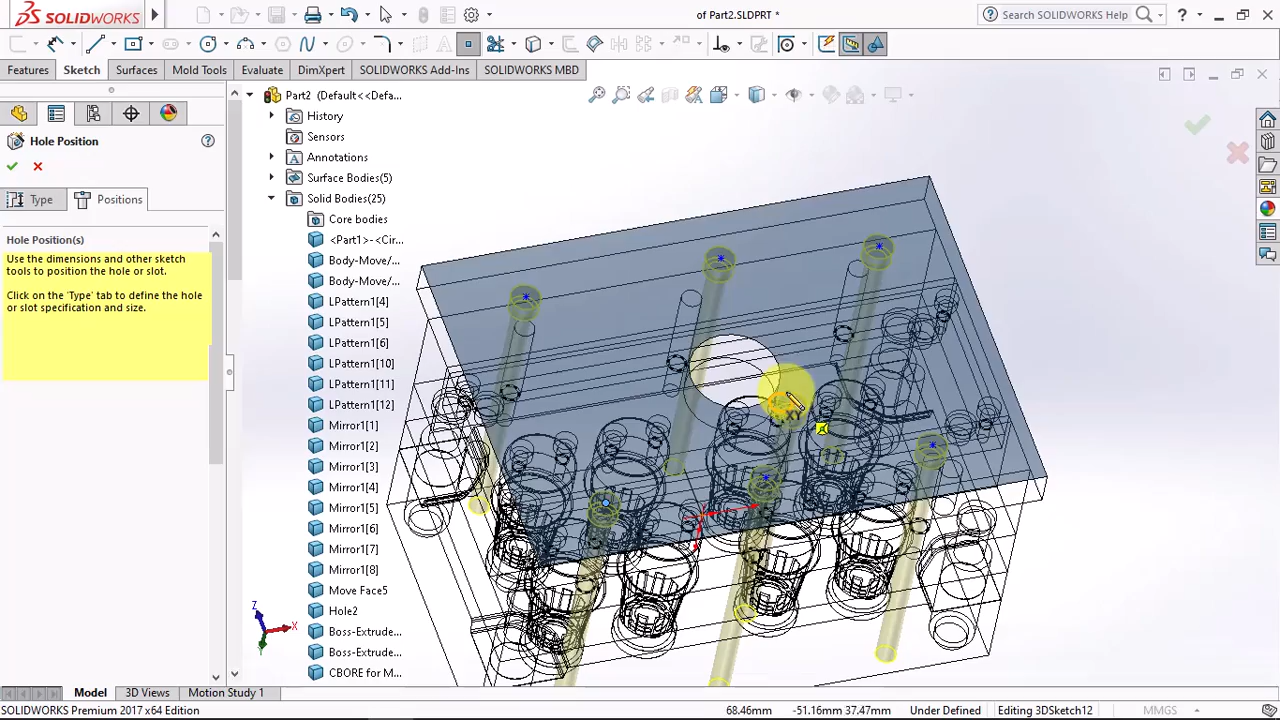 SOLIDWORKS
of Part2.SLDPRT *
Search SOLIDWORKS Help
?
Features
Sketch
Surfaces
Mold Tools
Evaluate
DimXpert
SOLIDWORKS Add-Ins
SOLIDWORKS MBD
Hole Position
?
Type
Positions
Hole Position(s)
Use the dimensions and other sketch
tools to position the hole or slot.
Click on the 'Type' tab to define the hole
or slot specification and size.
Part2 (Default<<Defa...
History
Sensors
Annotations
Surface Bodies(5)
Solid Bodies(25)
Core bodies
<Part1>-<Cir...
Body-Move/...
Body-Move/...
LPattern1[4]
LPattern1[5]
LPattern1[6]
LPattern1[10]
LPattern1[11]
LPattern1[12]
Mirror1[1]
Mirror1[2]
Mirror1[3]
Mirror1[4]
Mirror1[5]
Mirror1[6]
Mirror1[7]
Mirror1[8]
Move Face5
Hole2
Boss-Extrude...
Boss-Extrude...
CBORE for M...
XY
Z
X
Y
Model
3D Views
Motion Study 1
SOLIDWORKS Premium 2017 x64 Edition
68.46mm
-51.16mm 37.47mm
Under Defined
Editing 3DSketch12
MMGS